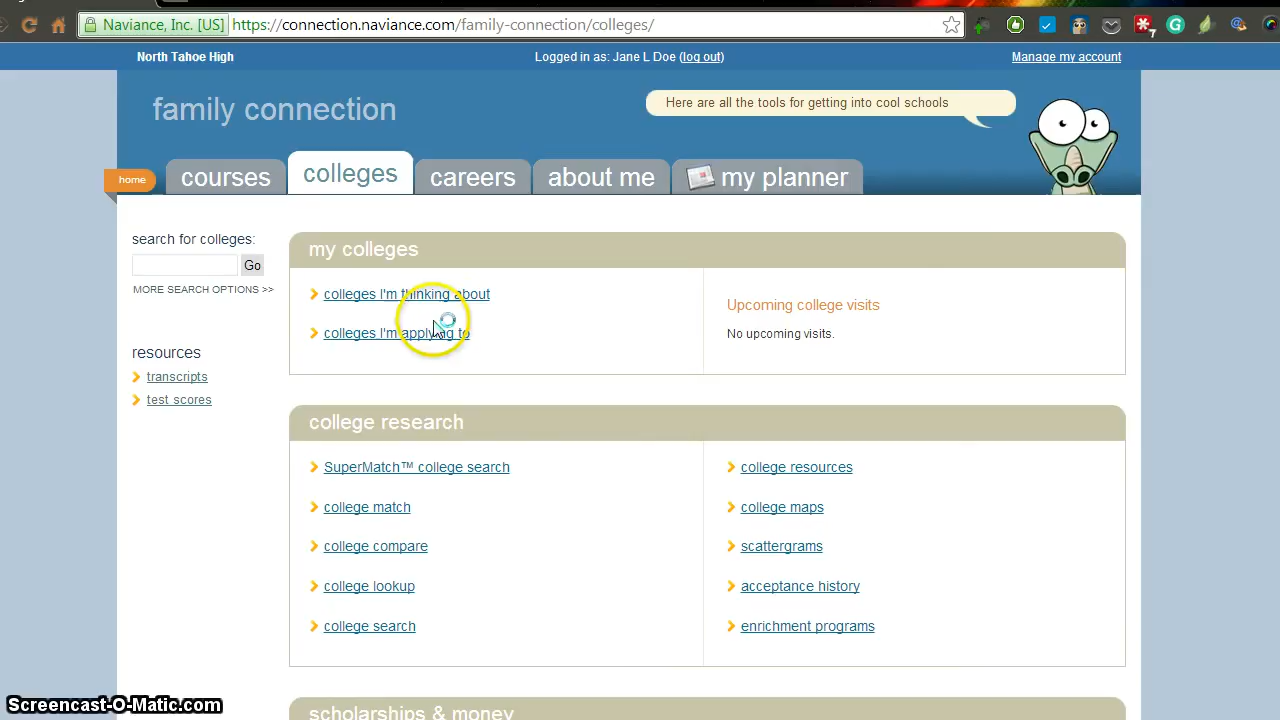 Naviance, Inc. [US] https://connection.naviance.com/family-connection/colleges/
7
North Tahoe High
Logged in as: Jane L Doe (log out)
Manage my account
family connection
Here are all the tools for getting into cool schools
home
courses
colleges
careers
about me
my planner
search for colleges:
Go
MORE SEARCH OPTIONS >>
resources
transcripts
test scores
my colleges
colleges I'm thinking about
colleges I'm applying to
Upcoming college visits
No upcoming visits.
college research
SuperMatch™ college search
college match
college compare
college lookup
college search
college resources
college maps
scattergrams
acceptance history
enrichment programs
scholarships & money
Screencast-O-Matic.com